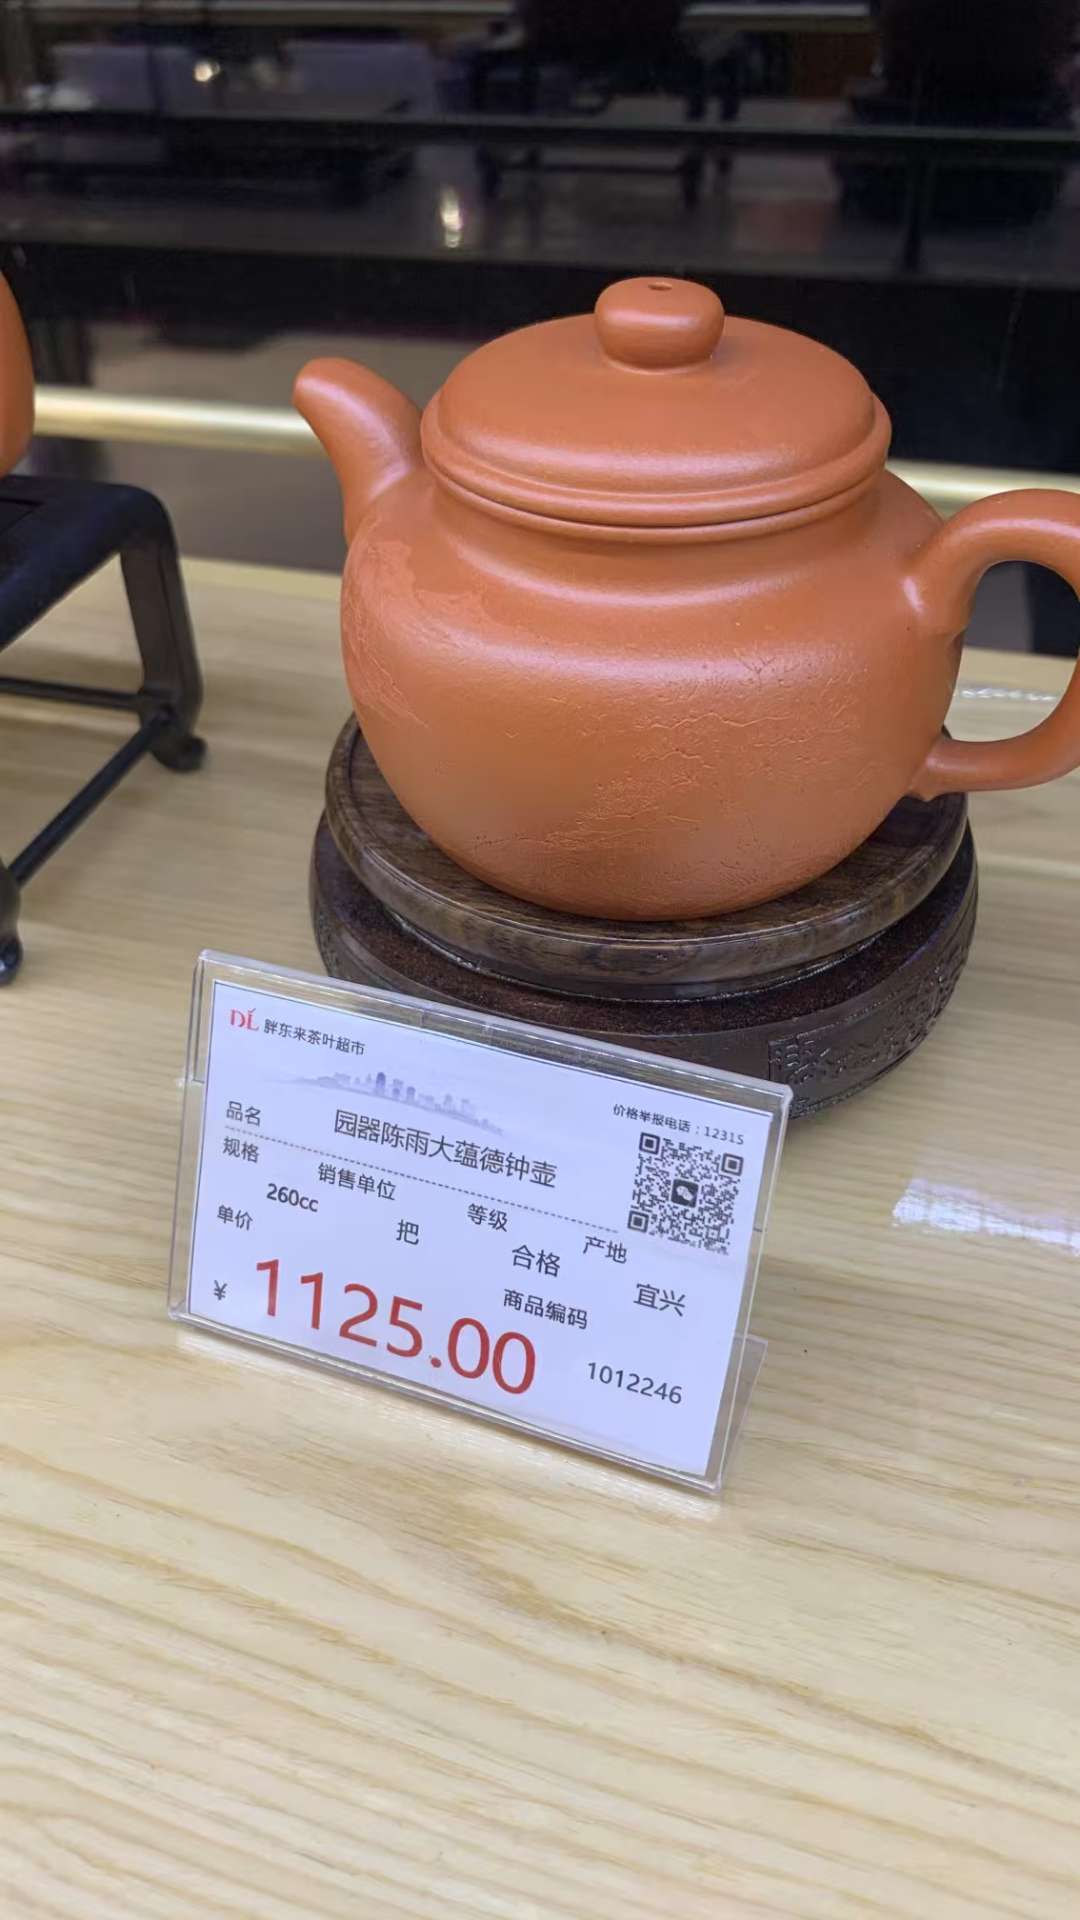 DL 胖东来茶叶超市
价格举报电话：12315
品名 园器陈雨大蕴德钟壶
规格 260cc
销售单位 把
等级 合格
产地 宜兴
单价 ¥ 1125.00
商品编码 1012246